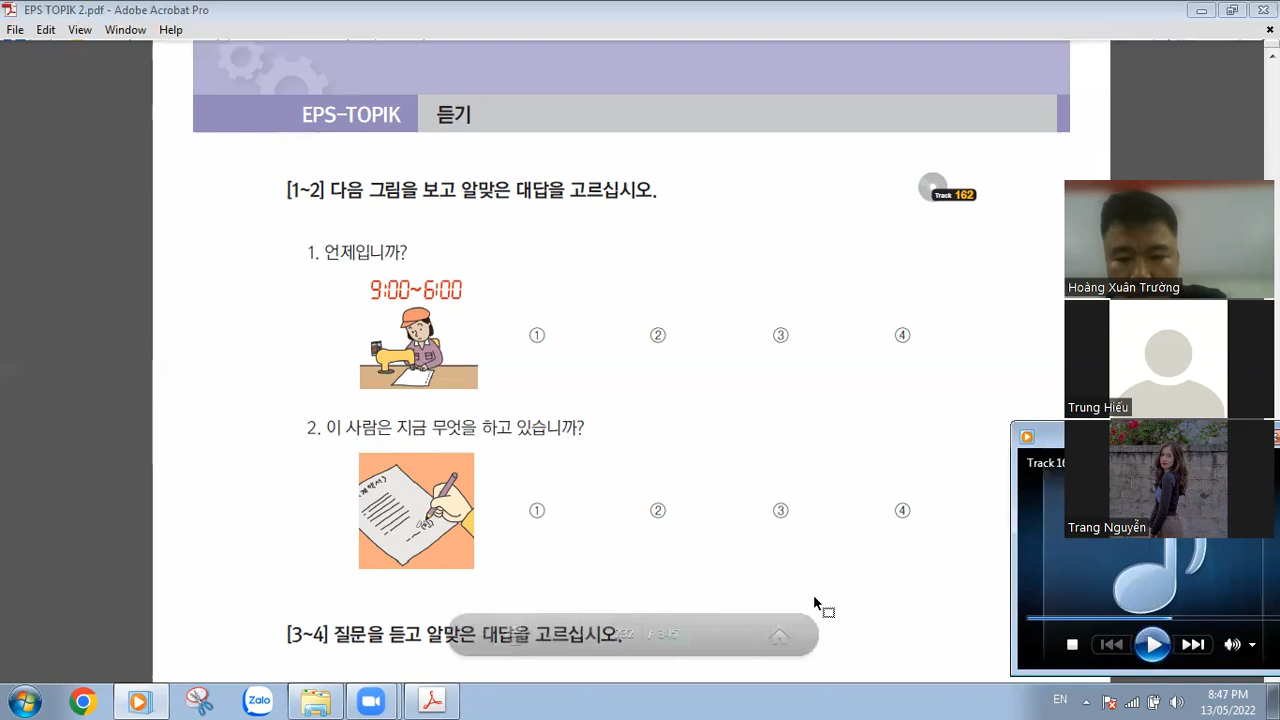 EPS TOPIK 2.pdf - Adobe Acrobat Pro
File Edit View Window Help
EPS-TOPIK 듣기
[1~2] 다음 그림을 보고 알맞은 대답을 고르십시오.
Track 162
1. 언제입니까?
9:00~6:00
① ② ③ ④
2. 이 사람은 지금 무엇을 하고 있습니까?
① ② ③ ④
[3~4] 질문을 듣고 알맞은 대답을 고르십시오.
232 / 315
Hoàng Xuân Trường
Trung Hiếu
Track 16
Trang Nguyễn
Zalo
EN
8:47 PM
13/05/2022